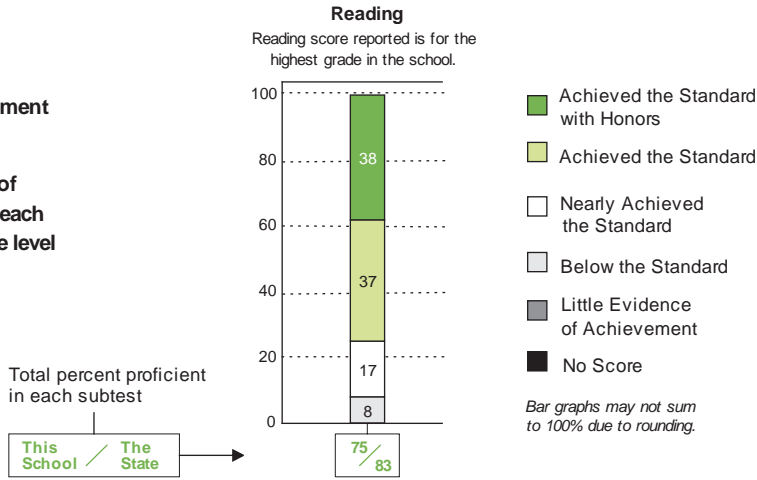 Reading
Reading score reported is for the
highest grade in the school.
ment
of
each
e level
100
80
60
40
20
0
38
37
17
8
Achieved the Standard
with Honors
Achieved the Standard
Nearly Achieved
the Standard
Below the Standard
Little Evidence
of Achievement
No Score
Bar graphs may not sum
to 100% due to rounding.
Total percent proficient
in each subtest
This School / The State
75/83